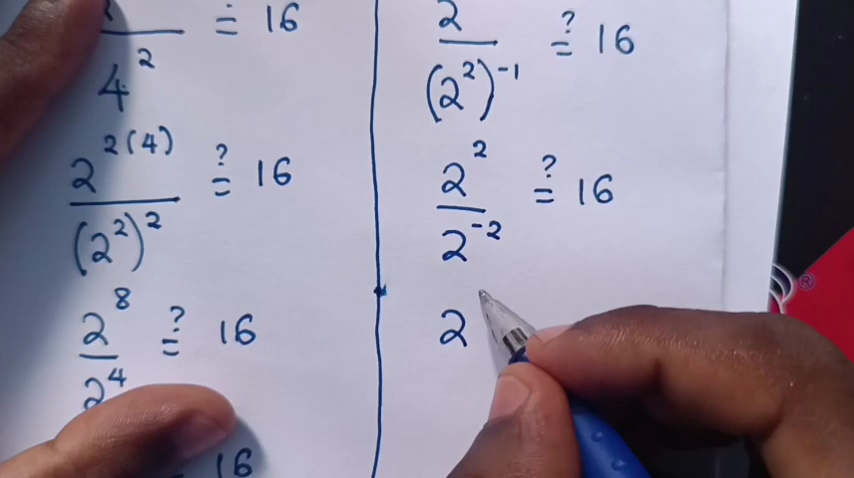 2 ≟ 16
4^2
2^{2(4)} / (2^2)^2 ≟ 16
2^8 / 2^4 ≟ 16
16
2 / (2^2)^{-1} ≟ 16
2^2 / 2^{-2} ≟ 16
2
®